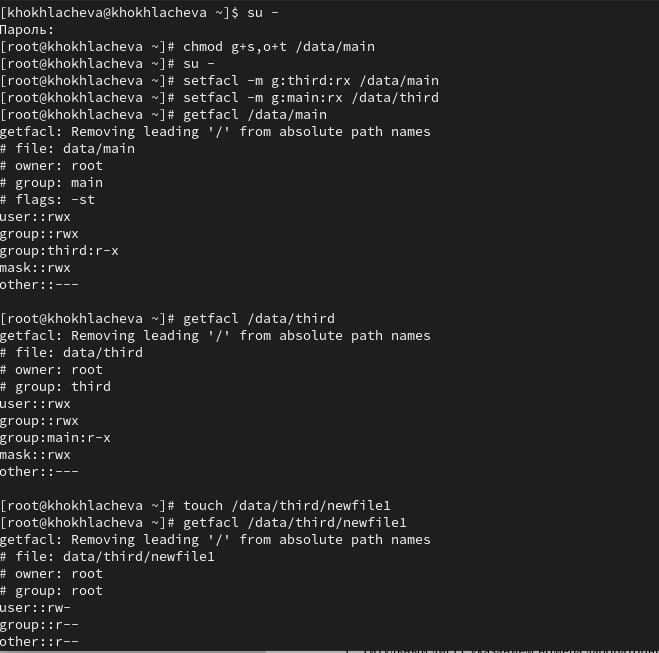 [khokhlacheva@khokhlacheva ~]$ su -
Пароль:
[root@khokhlacheva ~]# chmod g+s,o+t /data/main
[root@khokhlacheva ~]# su -
[root@khokhlacheva ~]# setfacl -m g:third:rx /data/main
[root@khokhlacheva ~]# setfacl -m g:main:rx /data/third
[root@khokhlacheva ~]# getfacl /data/main
getfacl: Removing leading '/' from absolute path names
# file: data/main
# owner: root
# group: main
# flags: -st
user::rwx
group::rwx
group:third:r-x
mask::rwx
other::---

[root@khokhlacheva ~]# getfacl /data/third
getfacl: Removing leading '/' from absolute path names
# file: data/third
# owner: root
# group: third
user::rwx
group::rwx
group:main:r-x
mask::rwx
other::---

[root@khokhlacheva ~]# touch /data/third/newfile1
[root@khokhlacheva ~]# getfacl /data/third/newfile1
getfacl: Removing leading '/' from absolute path names
# file: data/third/newfile1
# owner: root
# group: root
user::rw-
group::r--
other::r--